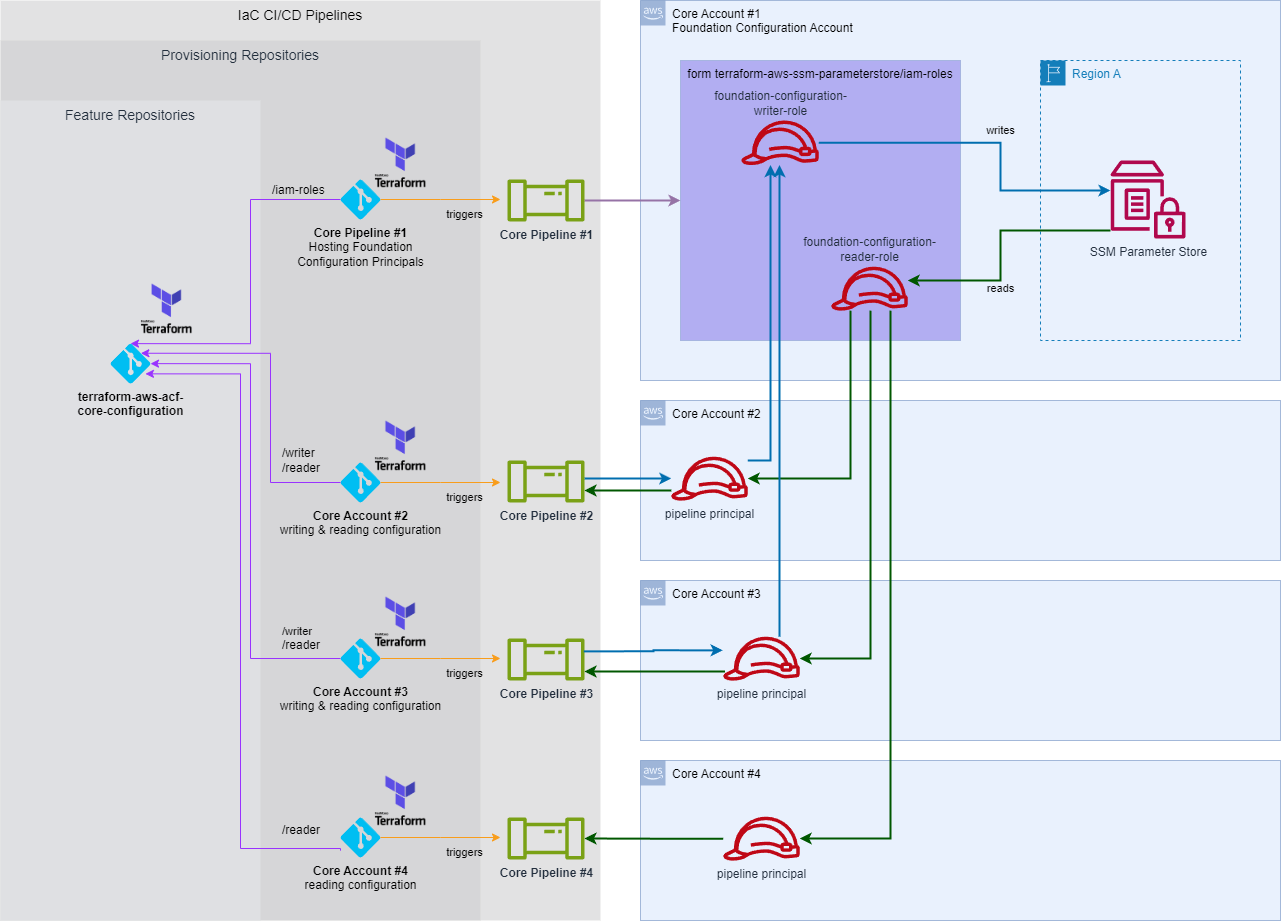 IaC CI/CD Pipelines
Provisioning Repositories
Feature Repositories
/iam-roles
Terraform
triggers
Core Pipeline #1
Hosting Foundation
Configuration Principals
Core Pipeline #1
Terraform
terraform-aws-acf-
core-configuration
/writer
/reader
Terraform
triggers
Core Account #2
writing & reading configuration
Core Pipeline #2
/writer
/reader
Terraform
triggers
Core Account #3
writing & reading configuration
Core Pipeline #3
/reader
Terraform
triggers
Core Account #4
reading configuration
Core Pipeline #4
aws
Core Account #1
Foundation Configuration Account
form terraform-aws-ssm-parameterstore/iam-roles
foundation-configuration-
writer-role
writes
Region A
foundation-configuration-
reader-role
reads
SSM Parameter Store
aws
Core Account #2
pipeline principal
aws
Core Account #3
pipeline principal
aws
Core Account #4
pipeline principal